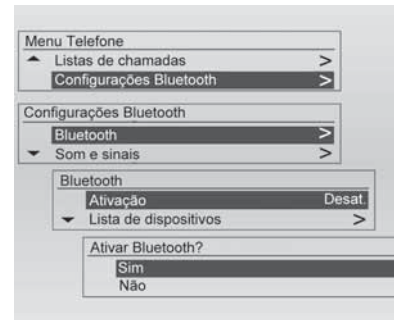 Menu Telefone
Listas de chamadas >
Configurações Bluetooth >
Configurações Bluetooth
Bluetooth >
Som e sinais >
Bluetooth
Ativação Desat.
Lista de dispositivos >
Ativar Bluetooth?
Sim
Não